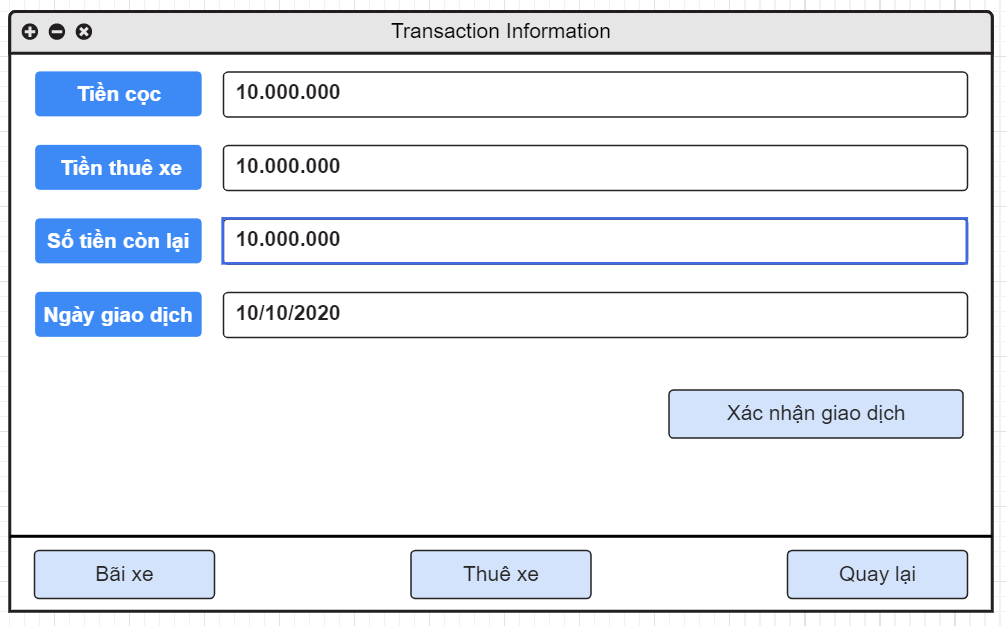 Transaction Information
Tiền cọc 10.000.000
Tiền thuê xe 10.000.000
Số tiền còn lại 10.000.000
Ngày giao dịch 10/10/2020
Xác nhận giao dịch
Bãi xe Thuê xe Quay lại